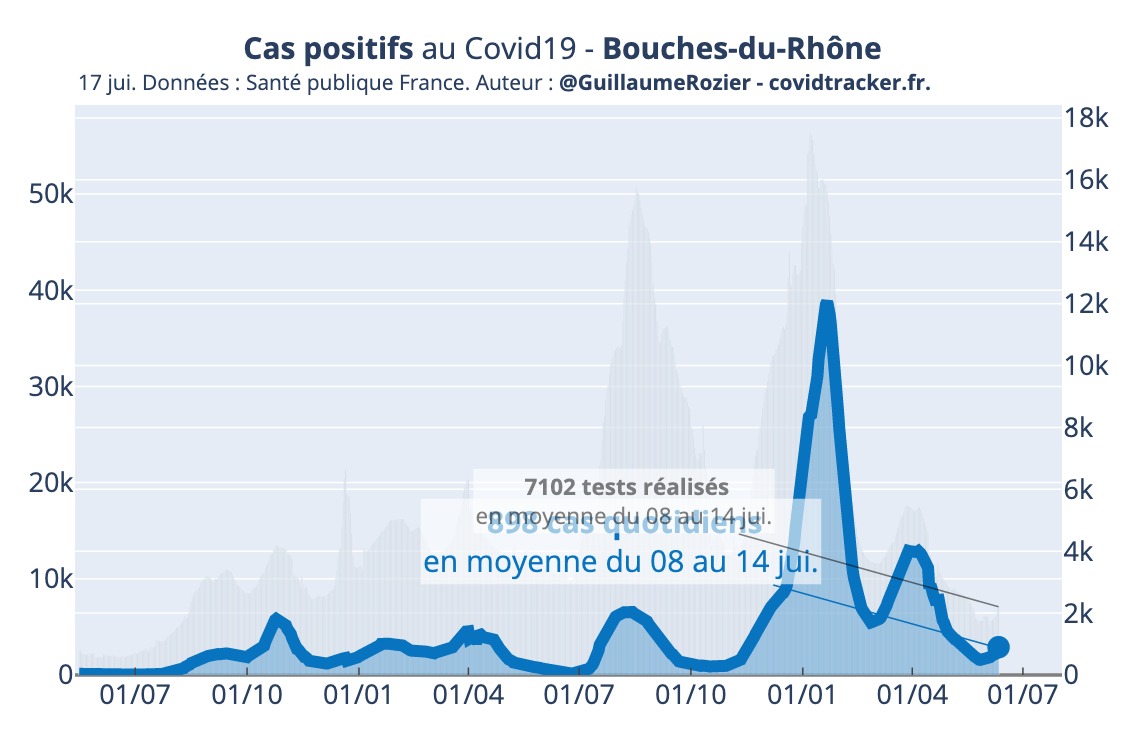 Cas positifs au Covid19 - Bouches-du-Rhône
17 jui. Données : Santé publique France. Auteur : @GuillaumeRozier - covidtracker.fr.
18k
16k
50k
14k
40k
12k
30k
10k
8k
20k
6k
7102 tests réalisés
en moyenne du 08 au 14 jui.
898 cas quotidiens
en moyenne du 08 au 14 jui.
4k
10k
2k
0
0
01/07 01/10 01/01 01/04 01/07 01/10 01/01 01/04 01/07